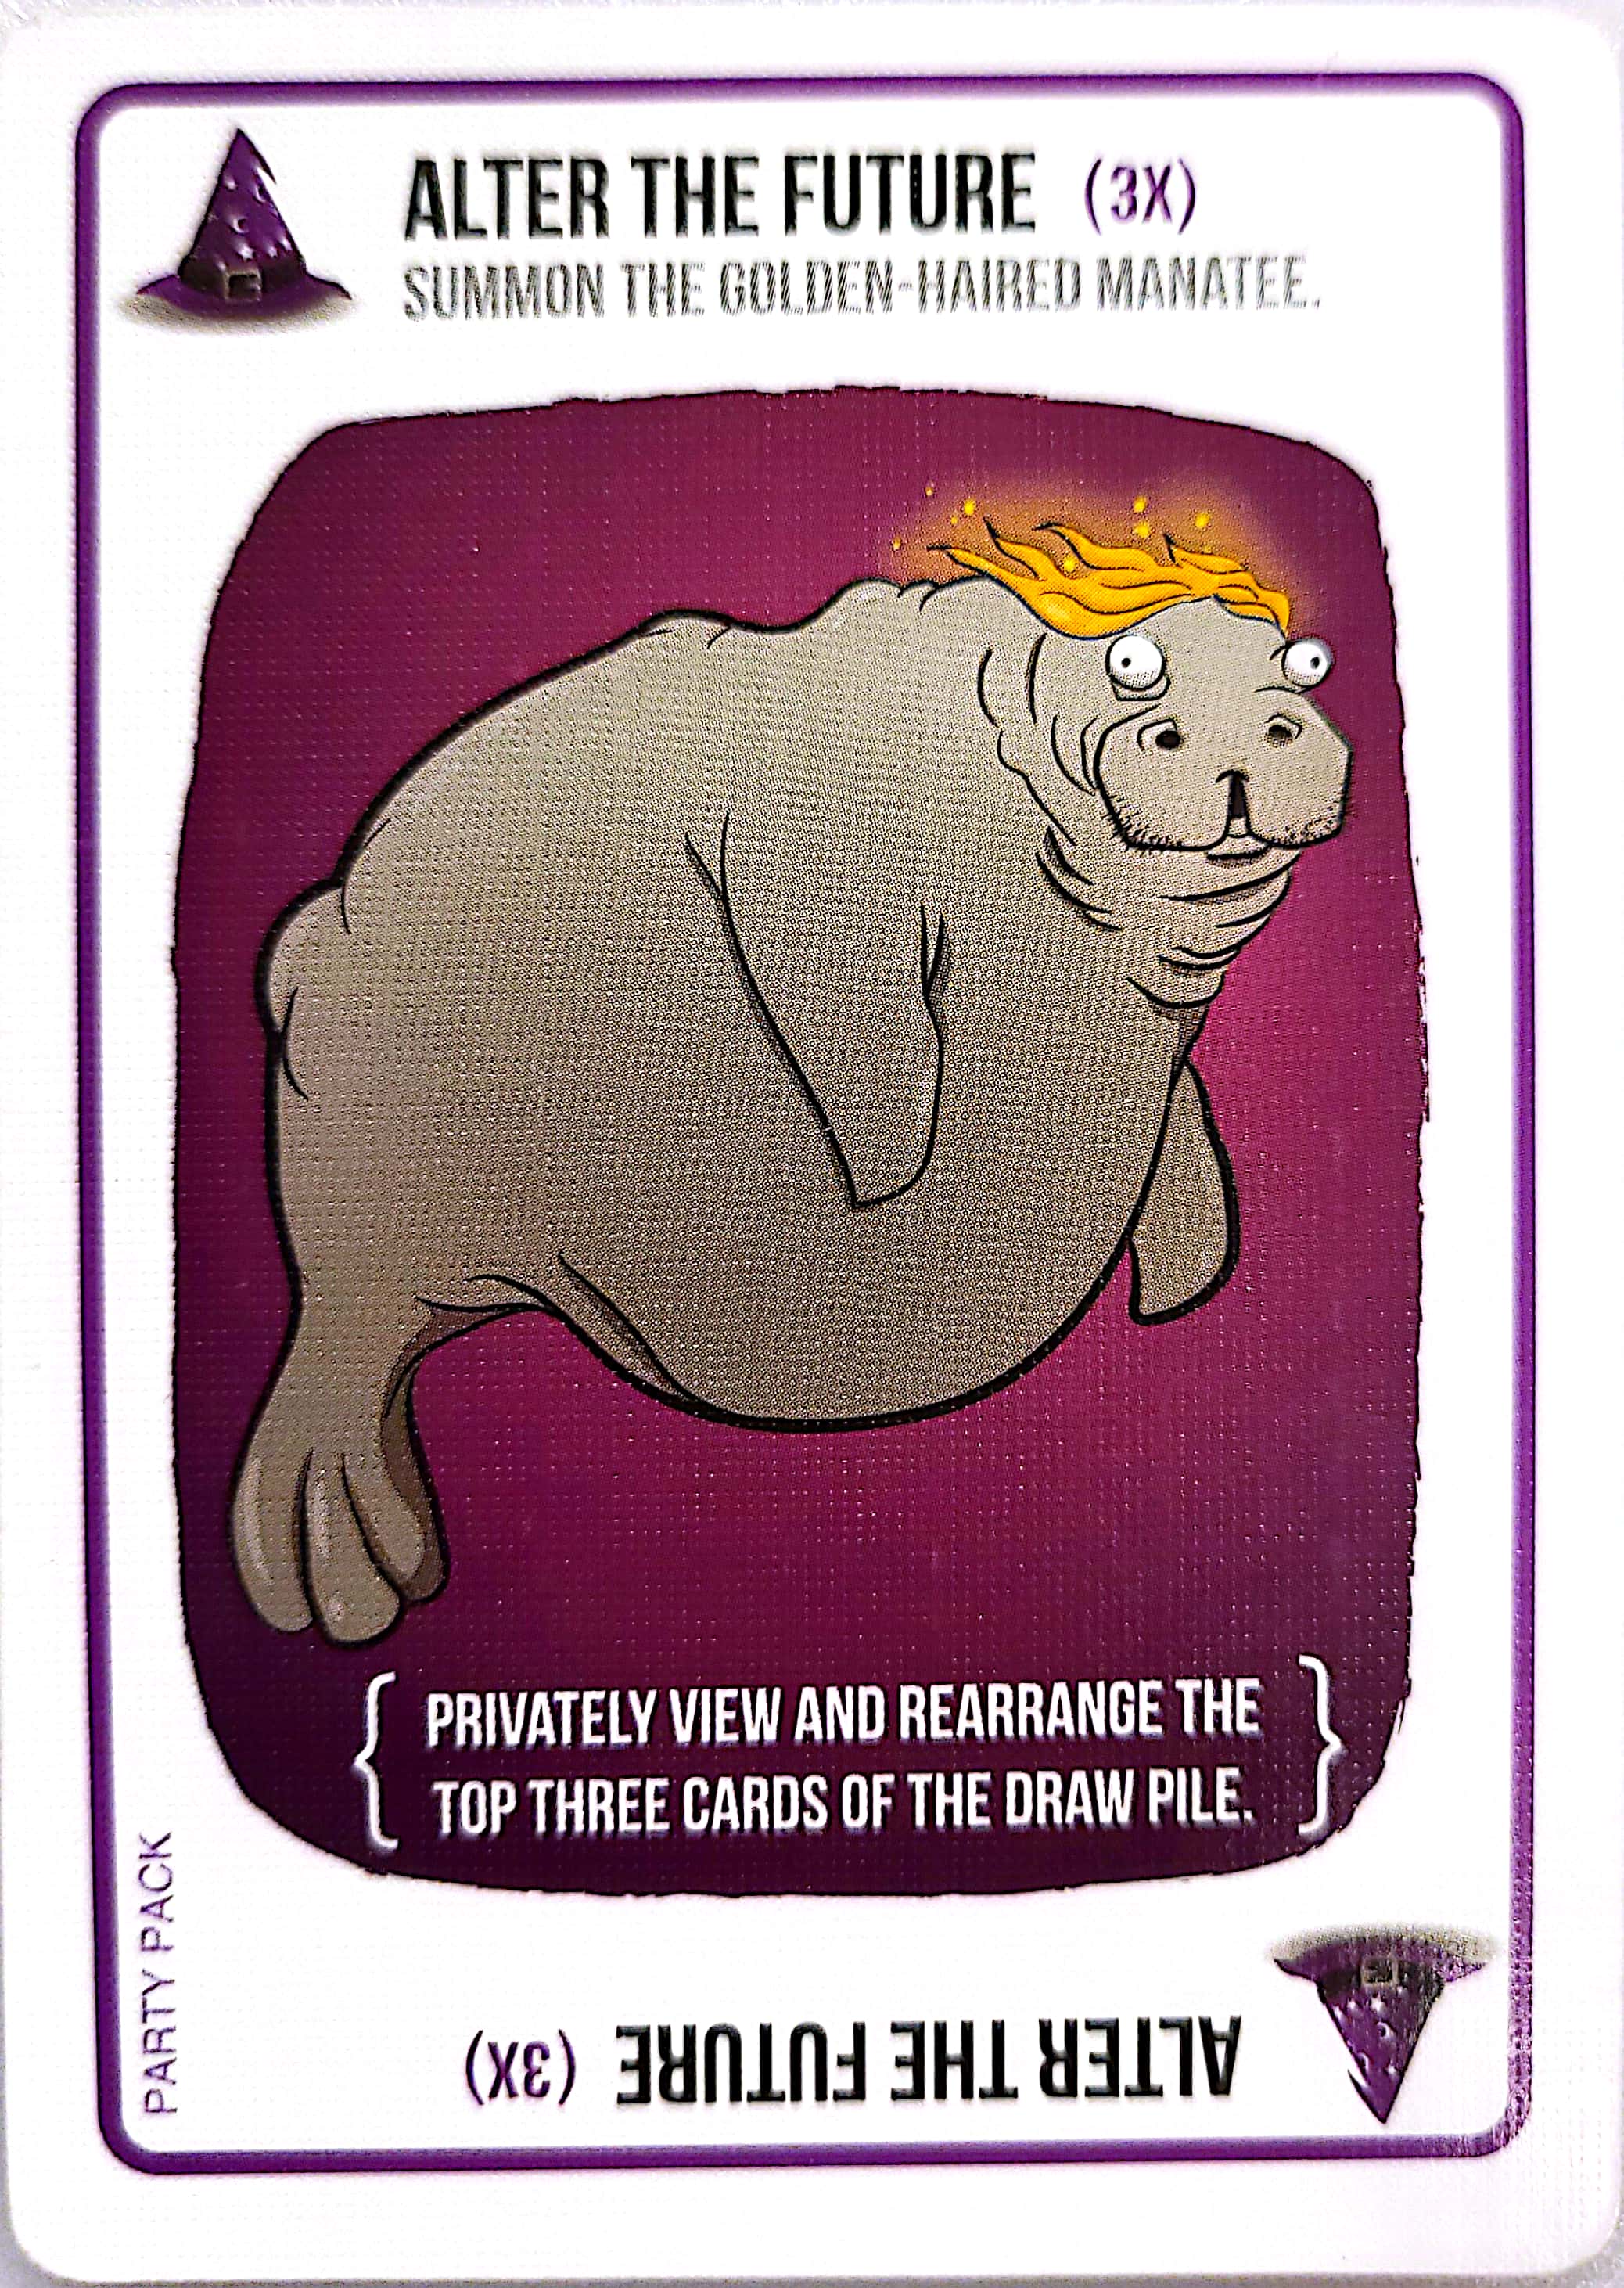 ALTER THE FUTURE (3X)
SUMMON THE GOLDEN-HAIRED MANATEE.
PRIVATELY VIEW AND REARRANGE THE
TOP THREE CARDS OF THE DRAW PILE.
PARTY PACK
ALTER THE FUTURE (3X)